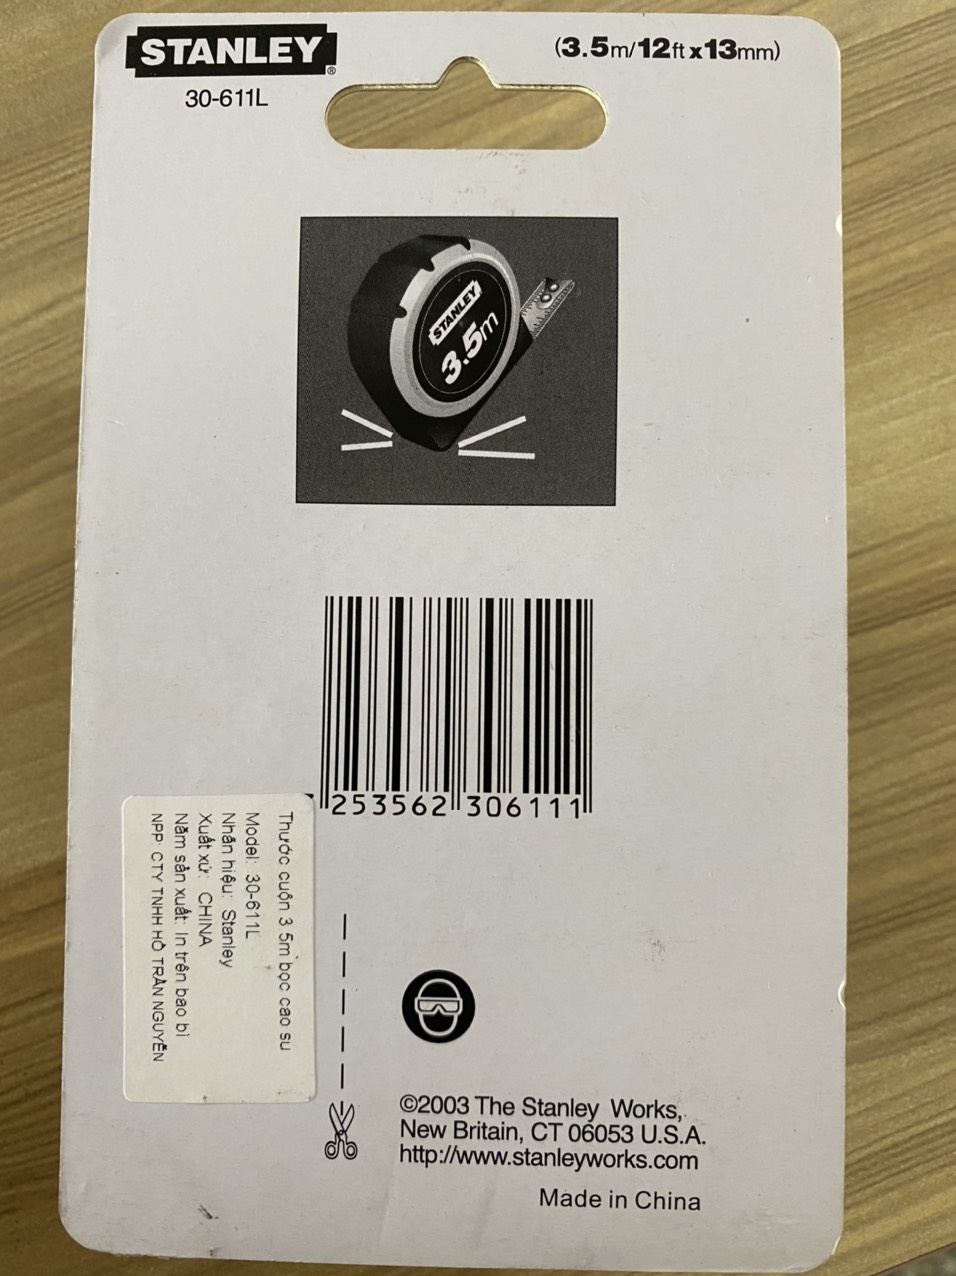 STANLEY®
30-611L
(3.5m/12ft x 13mm)
STANLEY
3.5m
253562 306111
Thước cuộn 3 5m bọc cao su
Model: 30-611L
Nhãn hiệu: Stanley
Xuất xứ: CHINA
Năm sản xuất: In trên bao bì
NPP: CTY TNHH HỒ TRẦN NGUYỄN
©2003 The Stanley Works,
New Britain, CT 06053 U.S.A.
http://www.stanleyworks.com
Made in China